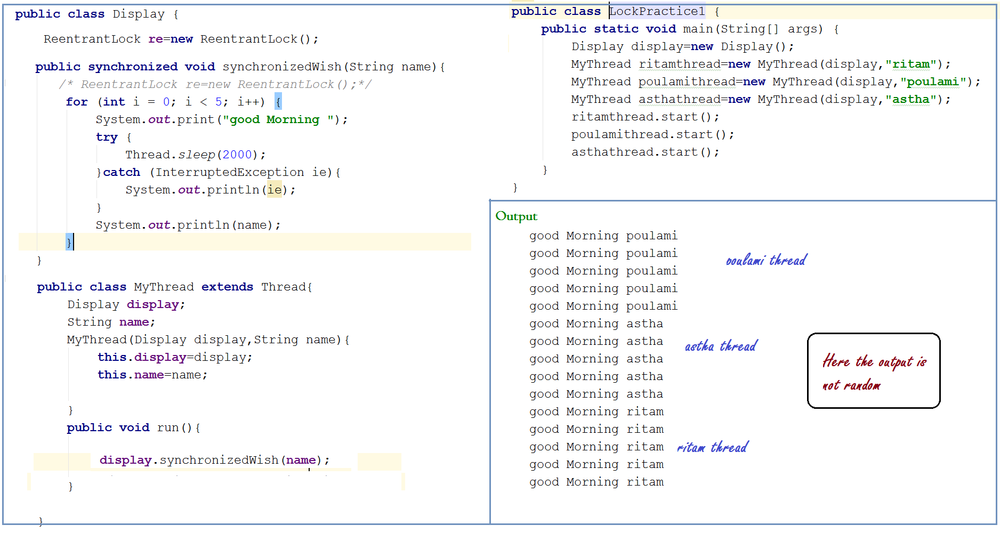 public class Display {
ReentrantLock re=new ReentrantLock();
public synchronized void synchronizedWish(String name){
/* ReentrantLock re=new ReentrantLock();*/
for (int i = 0; i < 5; i++) {
System.out.print("good Morning ");
try {
Thread.sleep(2000);
}catch (InterruptedException ie){
System.out.println(ie);
}
System.out.println(name);
}
}
public class MyThread extends Thread{
Display display;
String name;
MyThread(Display display,String name){
this.display=display;
this.name=name;
}
public void run(){
display.synchronizedWish(name);
}
}
public class LockPractice1 {
public static void main(String[] args) {
Display display=new Display();
MyThread ritamthread=new MyThread(display,"ritam");
MyThread poulamithread=new MyThread(display,"poulami");
MyThread asthathread=new MyThread(display,"astha");
ritamthread.start();
poulamithread.start();
asthathread.start();
}
}
Output
good Morning poulami
good Morning poulami
good Morning poulami
good Morning poulami
good Morning poulami
good Morning astha
good Morning astha
good Morning astha
good Morning astha
good Morning astha
good Morning ritam
good Morning ritam
good Morning ritam
good Morning ritam
good Morning ritam
poulami thread
astha thread
ritam thread
Here the output is
not random